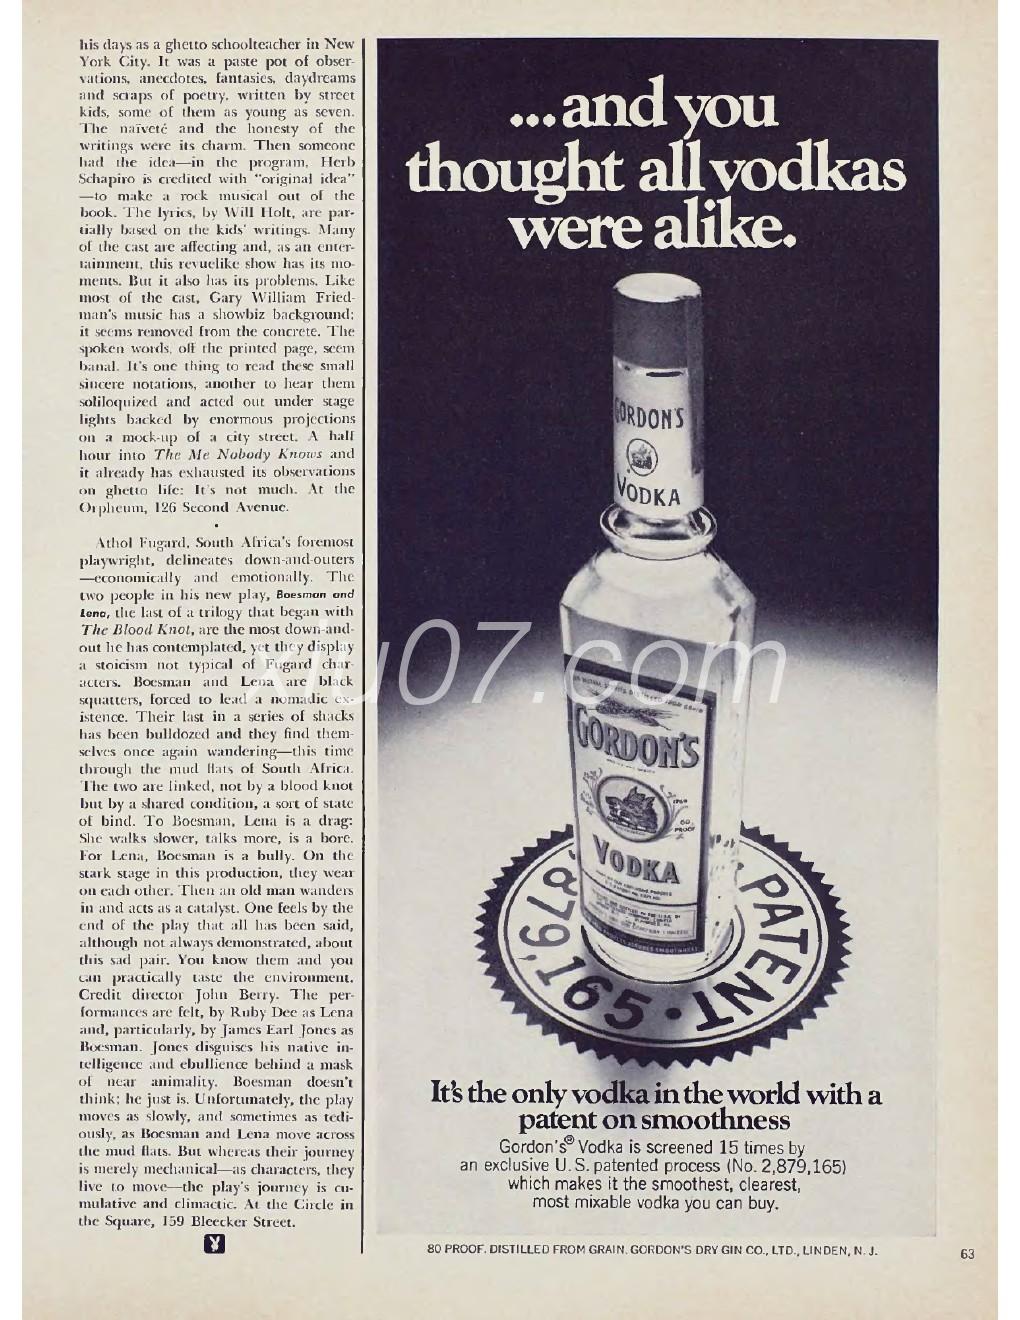 his days as a ghetto schoolteacher in New
York City. It was a paste pot of obser-
vations, anecdotes, fantasies, daydreams
and scraps of poetry, written by street
kids, some of them as young as seven.
The naïveté and the honesty of the
writings were its charm. Then someone
had the idea—in the program, Herb
Schapiro is credited with "original idea"
—to make a rock musical out of the
book. The lyrics, by Will Holt, are par-
tially based on the kids' writings. Many
of the cast are affecting and, as an enter-
tainment, this revuelike show has its mo-
ments. But it also has its problems. Like
most of the cast, Gary William Fried-
man's music has a showbiz background;
it seems removed from the concrete. The
spoken words, off the printed page, seem
banal. It's one thing to read these small
sincere notations, another to hear them
soliloquized and acted out under stage
lights backed by enormous projections
on a mock-up of a city street. A half
hour into The Me Nobody Knows and
it already has exhausted its observations
on ghetto life: It's not much. At the
Orpheum, 126 Second Avenue.
•
Athol Fugard, South Africa's foremost
playwright, delineates down-and-outers
—economically and emotionally. The
two people in his new play, Boesman and
Lena, the last of a trilogy that began with
The Blood Knot, are the most down-and-
out he has contemplated, yet they display
a stoicism not typical of Fugard char-
acters. Boesman and Lena are black
squatters, forced to lead a nomadic ex-
istence. Their last in a series of shacks
has been bulldozed and they find them-
selves once again wandering—this time
through the mud flats of South Africa.
The two are linked, not by a blood knot
but by a shared condition, a sort of state
of bind. To Boesman, Lena is a drag:
She walks slower, talks more, is a bore.
For Lena, Boesman is a bully. On the
stark stage in this production, they wear
on each other. Then an old man wanders
in and acts as a catalyst. One feels by the
end of the play that all has been said,
although not always demonstrated, about
this sad pair. You know them and you
can practically taste the environment.
Credit director John Berry. The per-
formances are felt, by Ruby Dee as Lena
and, particularly, by James Earl Jones as
Boesman. Jones disguises his native in-
telligence and ebullience behind a mask
of near animality. Boesman doesn't
think; he just is. Unfortunately, the play
moves as slowly, and sometimes as tedi-
ously, as Boesman and Lena move across
the mud flats. But whereas their journey
is merely mechanical—as characters, they
live to move—the play's journey is cu-
mulative and climactic. At the Circle in
the Square, 159 Bleecker Street.
...and you
thought all vodkas
were alike.
GORDON'S
VODKA
GORDON'S
1769
80
PROOF
VODKA
PATENT • 2,879,165
It's the only vodka in the world with a
patent on smoothness
Gordon's® Vodka is screened 15 times by
an exclusive U.S. patented process (No. 2,879,165)
which makes it the smoothest, clearest,
most mixable vodka you can buy.
80 PROOF. DISTILLED FROM GRAIN. GORDON'S DRY GIN CO., LTD., LINDEN, N. J.
63
xiu07.com